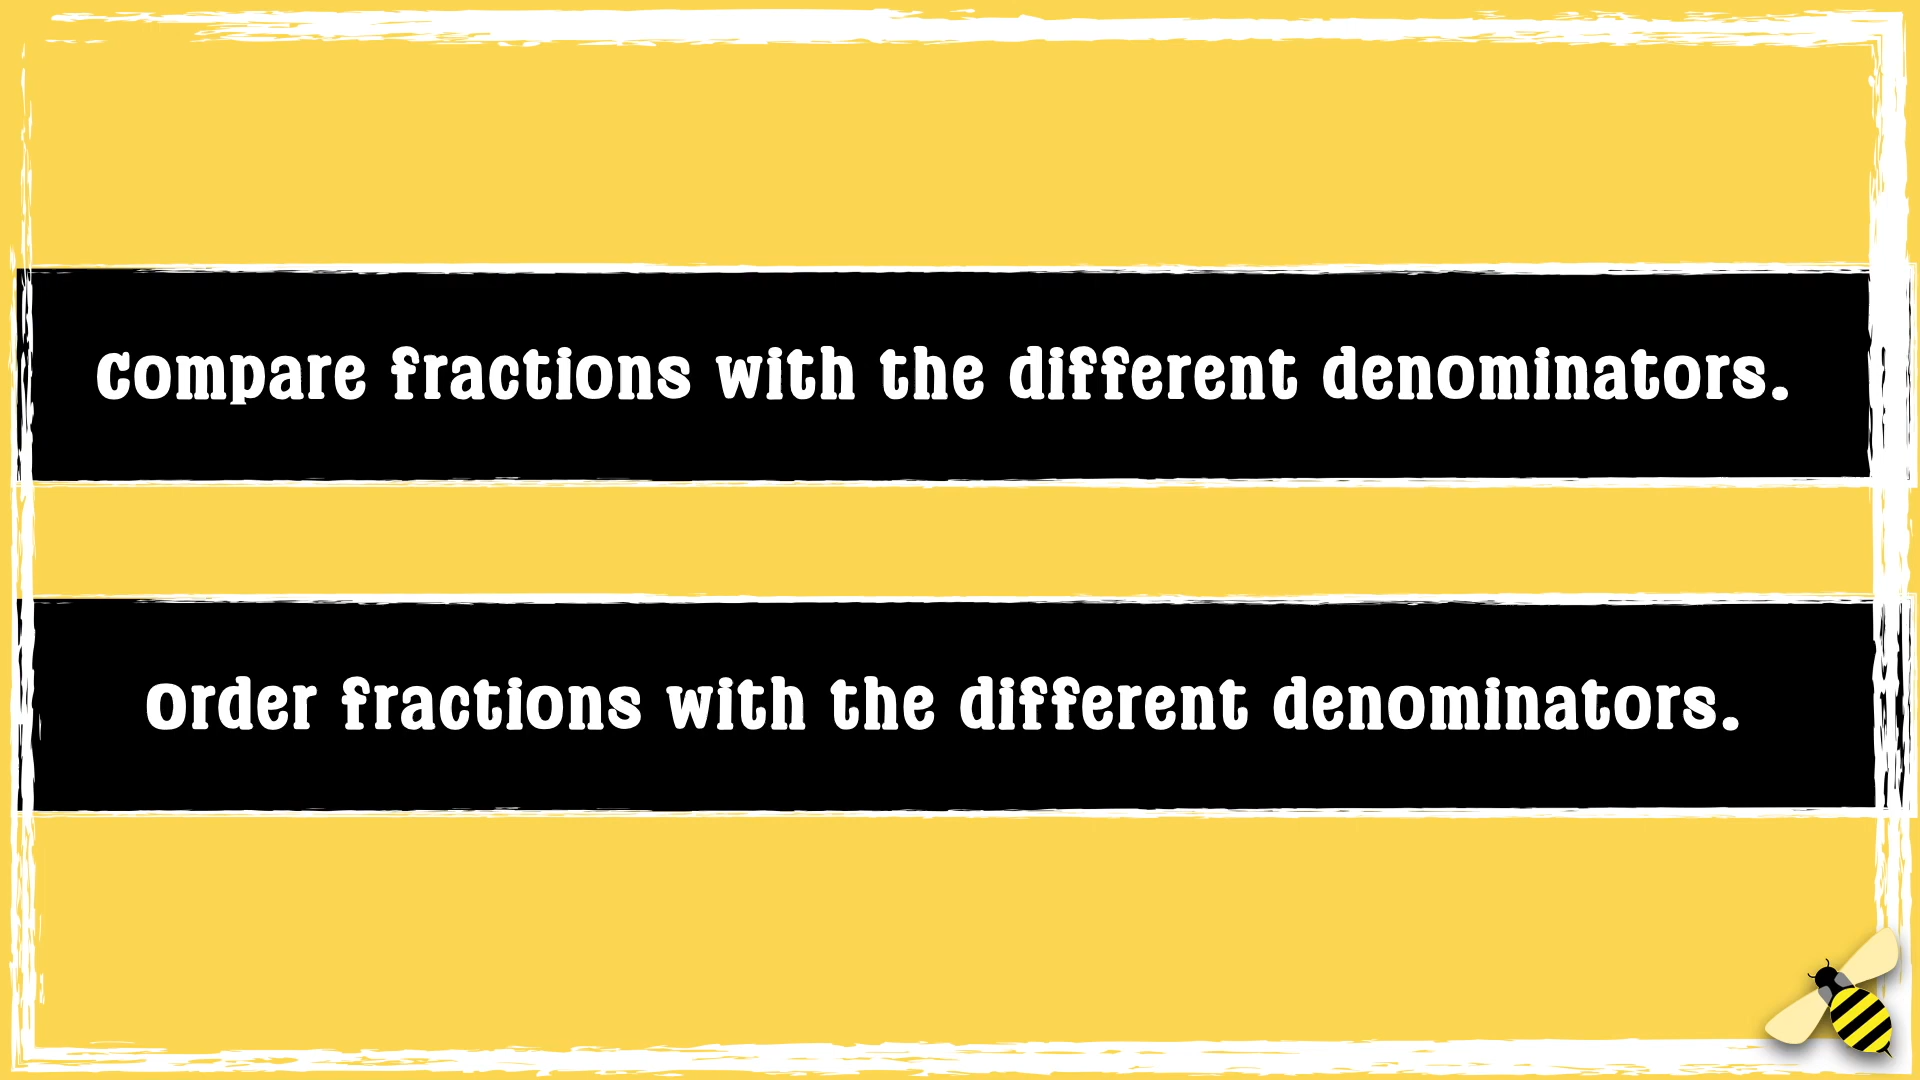 Compare fractions with the different denominators.
Order fractions with the different denominators.